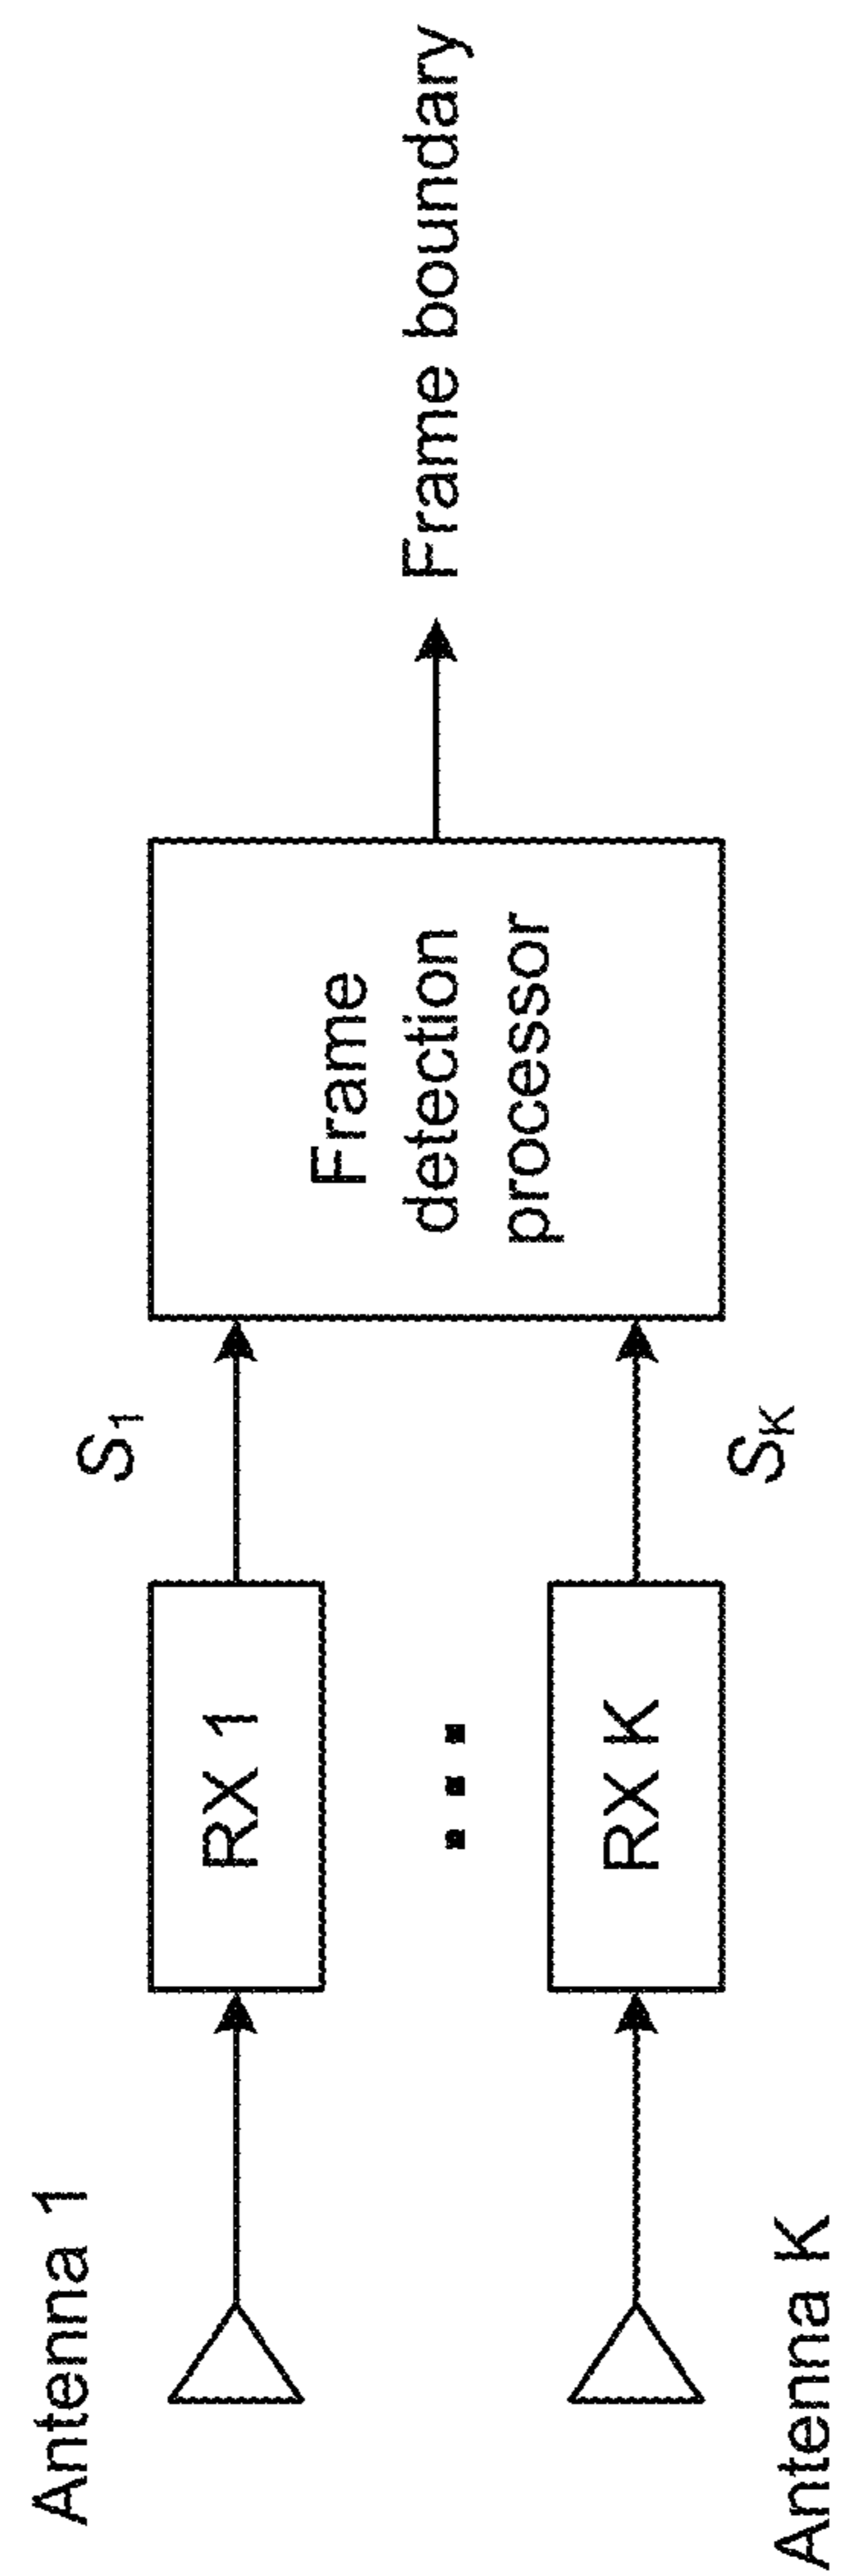 Antenna 1
RX 1
S1
Frame
detection
processor
Frame boundary
Antenna K
RX K
SK